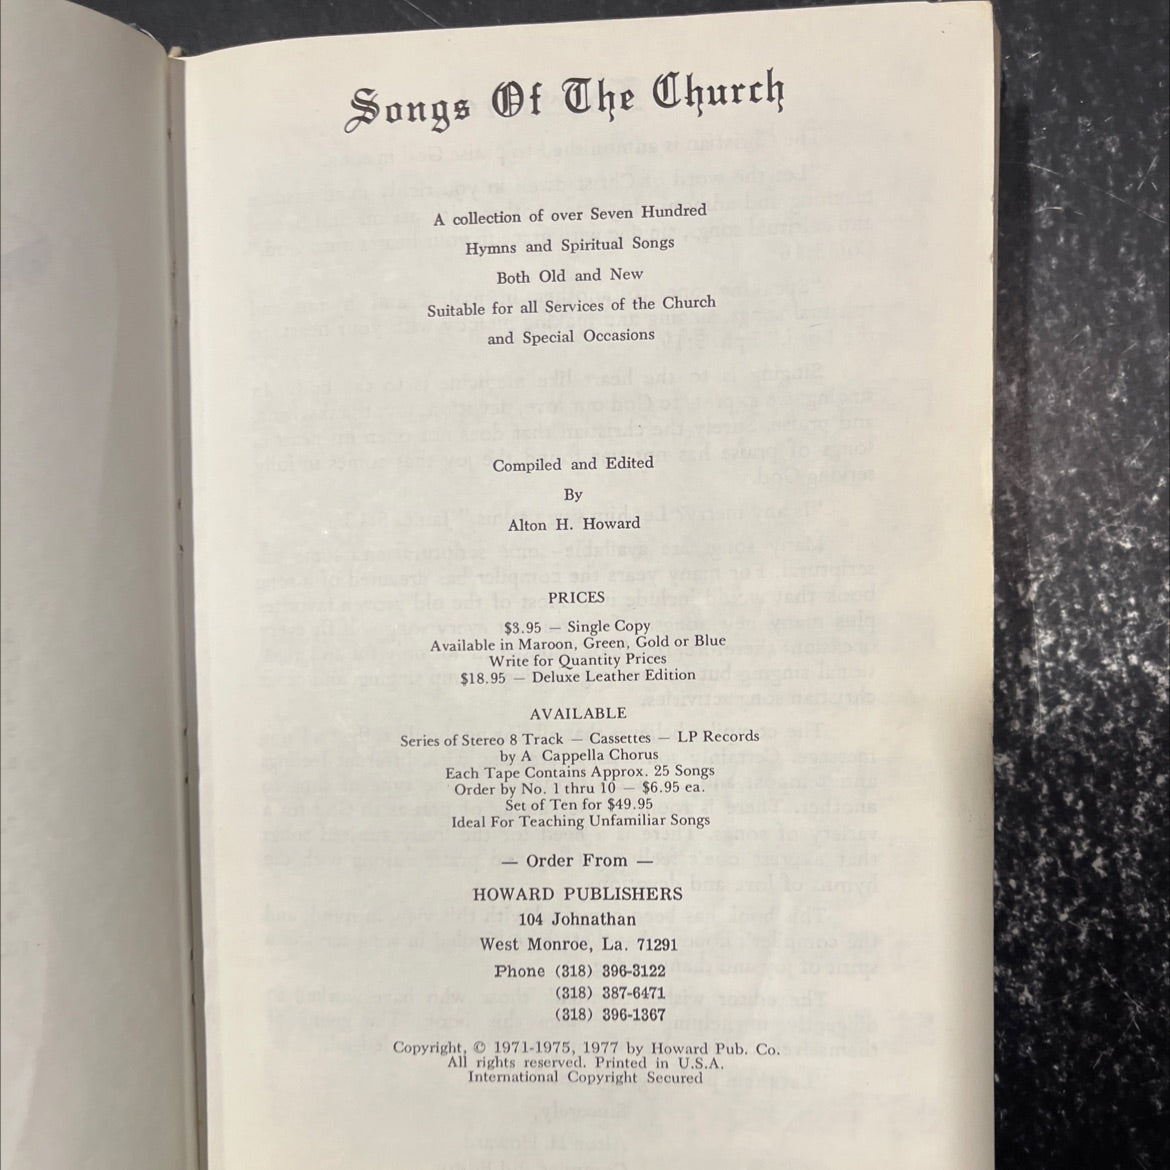 Songs Of The Church
A collection of over Seven Hundred
Hymns and Spiritual Songs
Both Old and New
Suitable for all Services of the Church
and Special Occasions
Compiled and Edited
By
Alton H. Howard
PRICES
$3.95 — Single Copy
Available in Maroon, Green, Gold or Blue
Write for Quantity Prices
$18.95 — Deluxe Leather Edition
AVAILABLE
Series of Stereo 8 Track — Cassettes — LP Records
by A Cappella Chorus
Each Tape Contains Approx. 25 Songs
Order by No. 1 thru 10 — $6.95 ea.
Set of Ten for $49.95
Ideal For Teaching Unfamiliar Songs
— Order From —
HOWARD PUBLISHERS
104 Johnathan
West Monroe, La. 71291
Phone (318) 396-3122
(318) 387-6471
(318) 396-1367
Copyright, © 1971-1975, 1977 by Howard Pub. Co.
All rights reserved. Printed in U.S.A.
International Copyright Secured